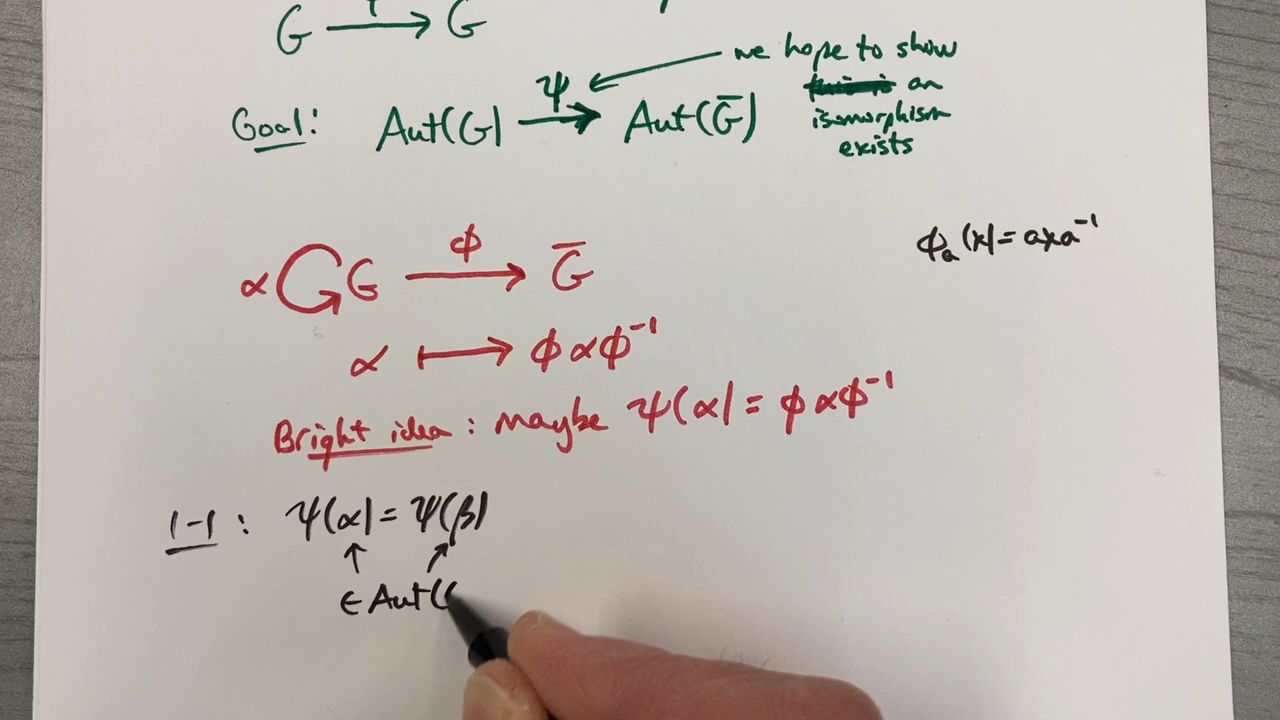 G → G
we hope to show
Goal: Aut(G) →ψ Aut(Ḡ) an
isomorphism
exists
α G →ϕ Ḡ
ϕₐ(x) = axa⁻¹
α ↦ ϕαϕ⁻¹
Bright idea: maybe ψ(α) = ϕαϕ⁻¹
1-1: ψ(α) = ψ(β)
↑ ↗
∈ Aut(